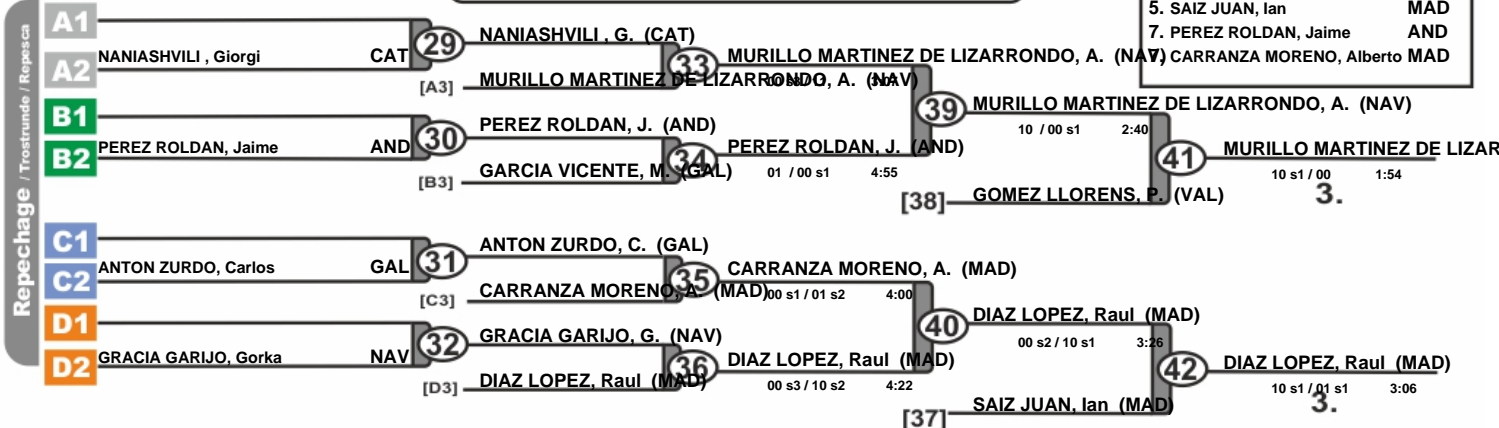 5. SAIZ JUAN, Ian MAD
7. PEREZ ROLDAN, Jaime AND
7. CARRANZA MORENO, Alberto MAD
Repechage / Trostrunde / Repesca
A1
A2
NANIASHVILI , Giorgi CAT
29
NANIASHVILI , G. (CAT)
[A3]
MURILLO MARTINEZ DE LIZARRONDO, A. (NAV)
33
MURILLO MARTINEZ DE LIZARRONDO, A. (NAV)
B1
B2
PEREZ ROLDAN, Jaime AND
30
PEREZ ROLDAN, J. (AND)
[B3]
GARCIA VICENTE, M. (GAL)
34
PEREZ ROLDAN, J. (AND)
01 / 00 s1 4:55
39
MURILLO MARTINEZ DE LIZARRONDO, A. (NAV)
10 / 00 s1 2:40
[38]
GOMEZ LLORENS, P. (VAL)
41
MURILLO MARTINEZ DE LIZAR
10 s1 / 00 1:54
3.
C1
C2
ANTON ZURDO, Carlos GAL
31
ANTON ZURDO, C. (GAL)
[C3]
CARRANZA MORENO, A. (MAD)
35
CARRANZA MORENO, A. (MAD)
00 s1 / 01 s2 4:00
D1
D2
GRACIA GARIJO, Gorka NAV
32
GRACIA GARIJO, G. (NAV)
[D3]
DIAZ LOPEZ, Raul (MAD)
36
DIAZ LOPEZ, Raul (MAD)
00 s3 / 10 s2 4:22
40
DIAZ LOPEZ, Raul (MAD)
00 s2 / 10 s1 3:26
[37]
SAIZ JUAN, Ian (MAD)
42
DIAZ LOPEZ, Raul (MAD)
10 s1 / 01 s1 3:06
3.